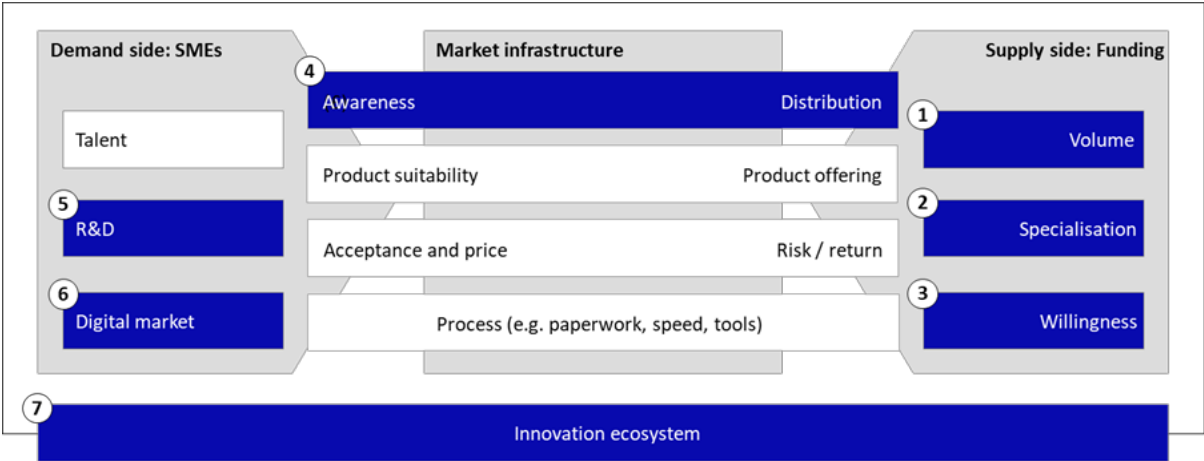 Demand side: SMEs
Market infrastructure
Supply side: Funding
4
Awareness
Distribution
1
Talent
Volume
Product suitability
Product offering
5
R&D
2
Specialisation
Acceptance and price
Risk / return
6
Digital market
Process (e.g. paperwork, speed, tools)
3
Willingness
7
Innovation ecosystem